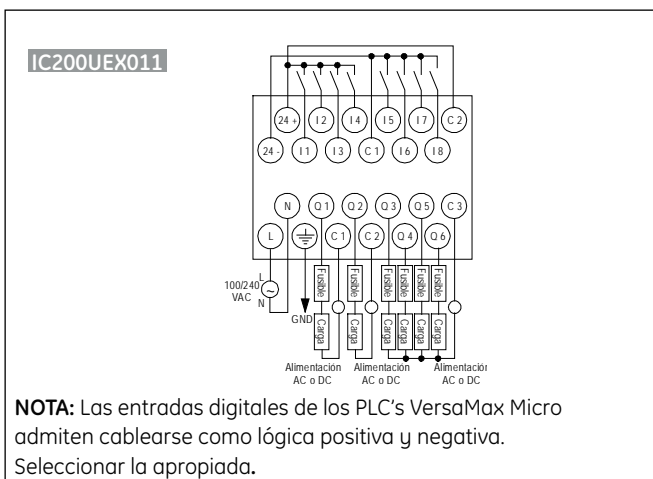 IC200UEX011
24 + I 2 I 4 I 5 I 7 C 2
24 - I 1 I 3 C 1 I 6 I 8
N Q 1 Q 2 Q 3 Q 5 C 3
L C 1 C 2 Q 4 Q 6
L
100/240
VAC
N
GND
Fusible Fusible Fusible Fusible Fusible Fusible
Carga Carga Carga Carga Carga Carga
Alimentación Alimentación Alimentación
AC o DC AC o DC AC o DC
NOTA: Las entradas digitales de los PLC's VersaMax Micro
admiten cablearse como lógica positiva y negativa.
Seleccionar la apropiada.